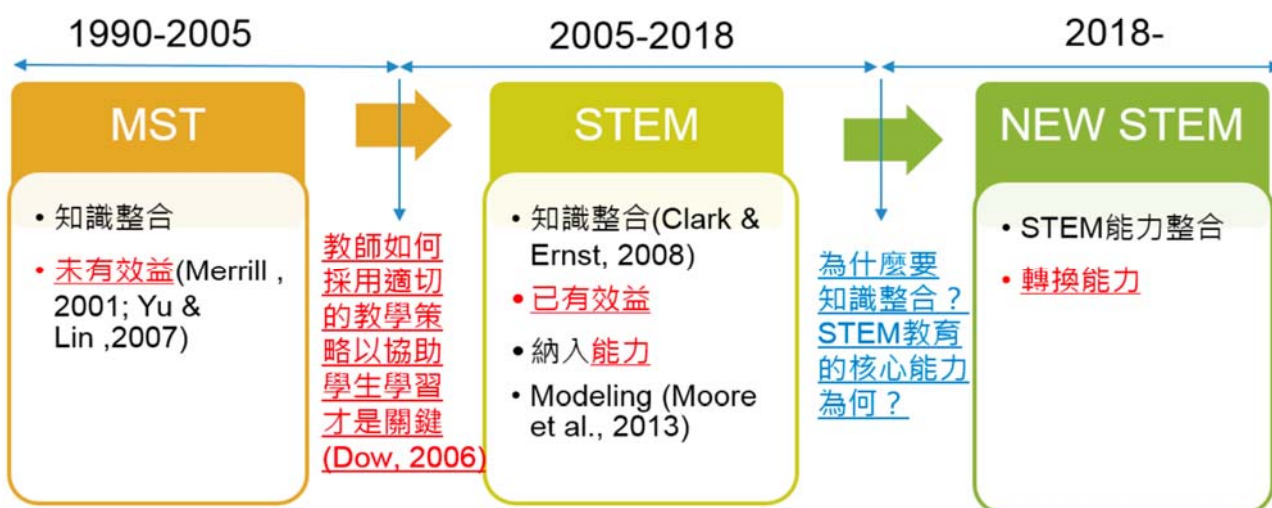 1990-2005
2005-2018
2018-
MST
• 知識整合
• 未有效益(Merrill ,
2001; Yu &
Lin ,2007)
教師如何
採用適切
的教學策
略以協助
學生學習
才是關鍵
(Dow, 2006)
STEM
• 知識整合(Clark &
Ernst, 2008)
• 已有效益
• 納入能力
• Modeling (Moore
et al., 2013)
為什麼要
知識整合？
STEM教育
的核心能力
為何？
NEW STEM
• STEM能力整合
• 轉換能力